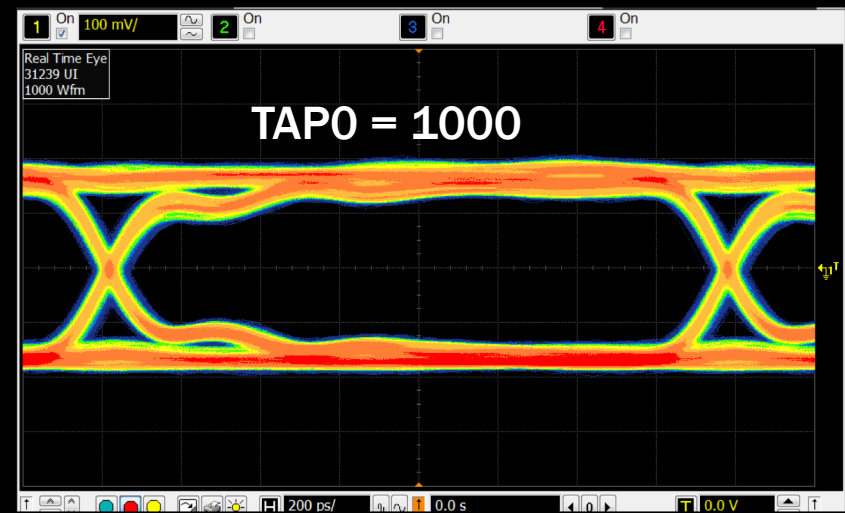 1 On 100 mV/ 2 On 3 On 4 On
Real Time Eye
31239 UI
1000 Wfm
TAP0 = 1000
T
H 200 ps/ 0.0 s 0 T 0.0 V